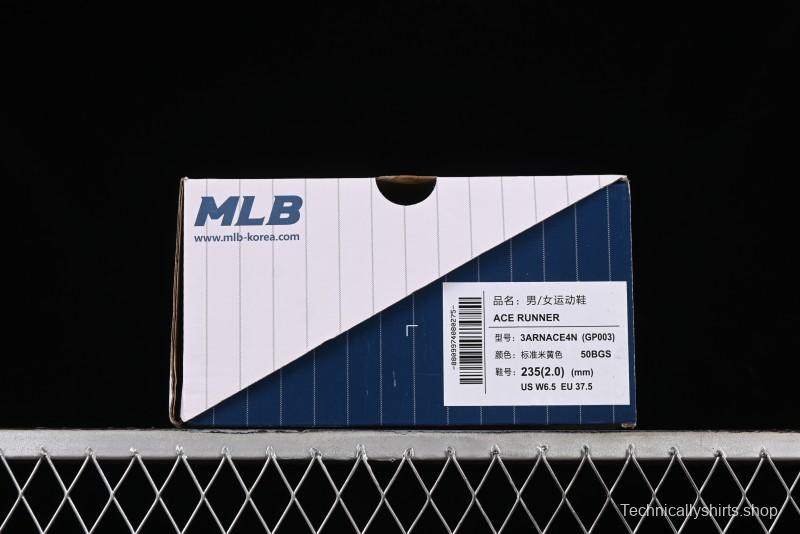 MLB
www.mlb-korea.com
品名：男/女运动鞋
ACE RUNNER
型号：3ARNACE4N (GP003)
颜色：标准米黄色 50BGS
鞋号：235(2.0) (mm)
US W6.5 EU 37.5
Technicallyshirts.shop